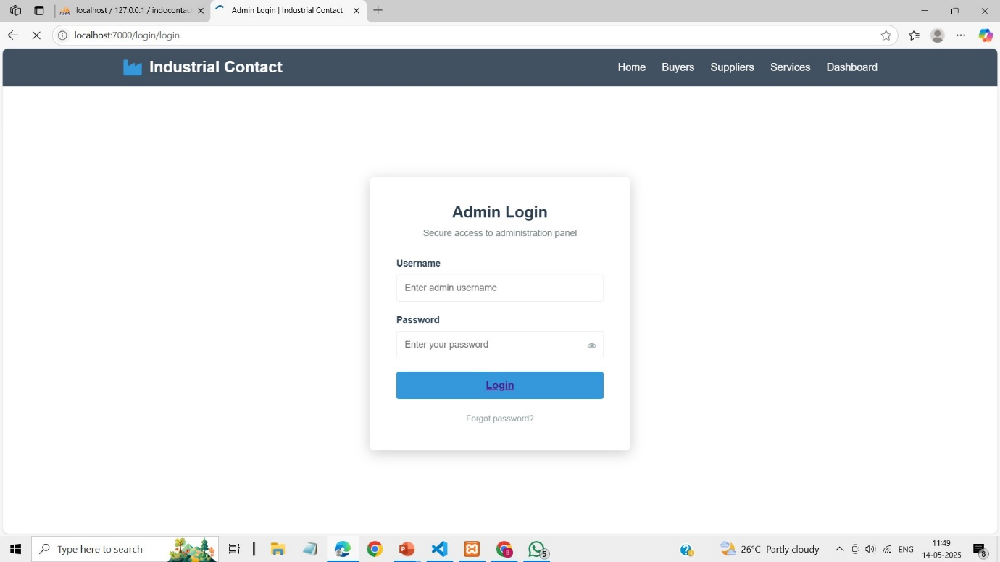 localhost / 127.0.0.1 / indocontac
Admin Login | Industrial Contact
localhost:7000/login/login
Industrial Contact
Home Buyers Suppliers Services Dashboard
Admin Login
Secure access to administration panel
Username
Enter admin username
Password
Enter your password
Login
Forgot password?
Type here to search
5
26°C Partly cloudy
ENG
11:49
14-05-2025
8